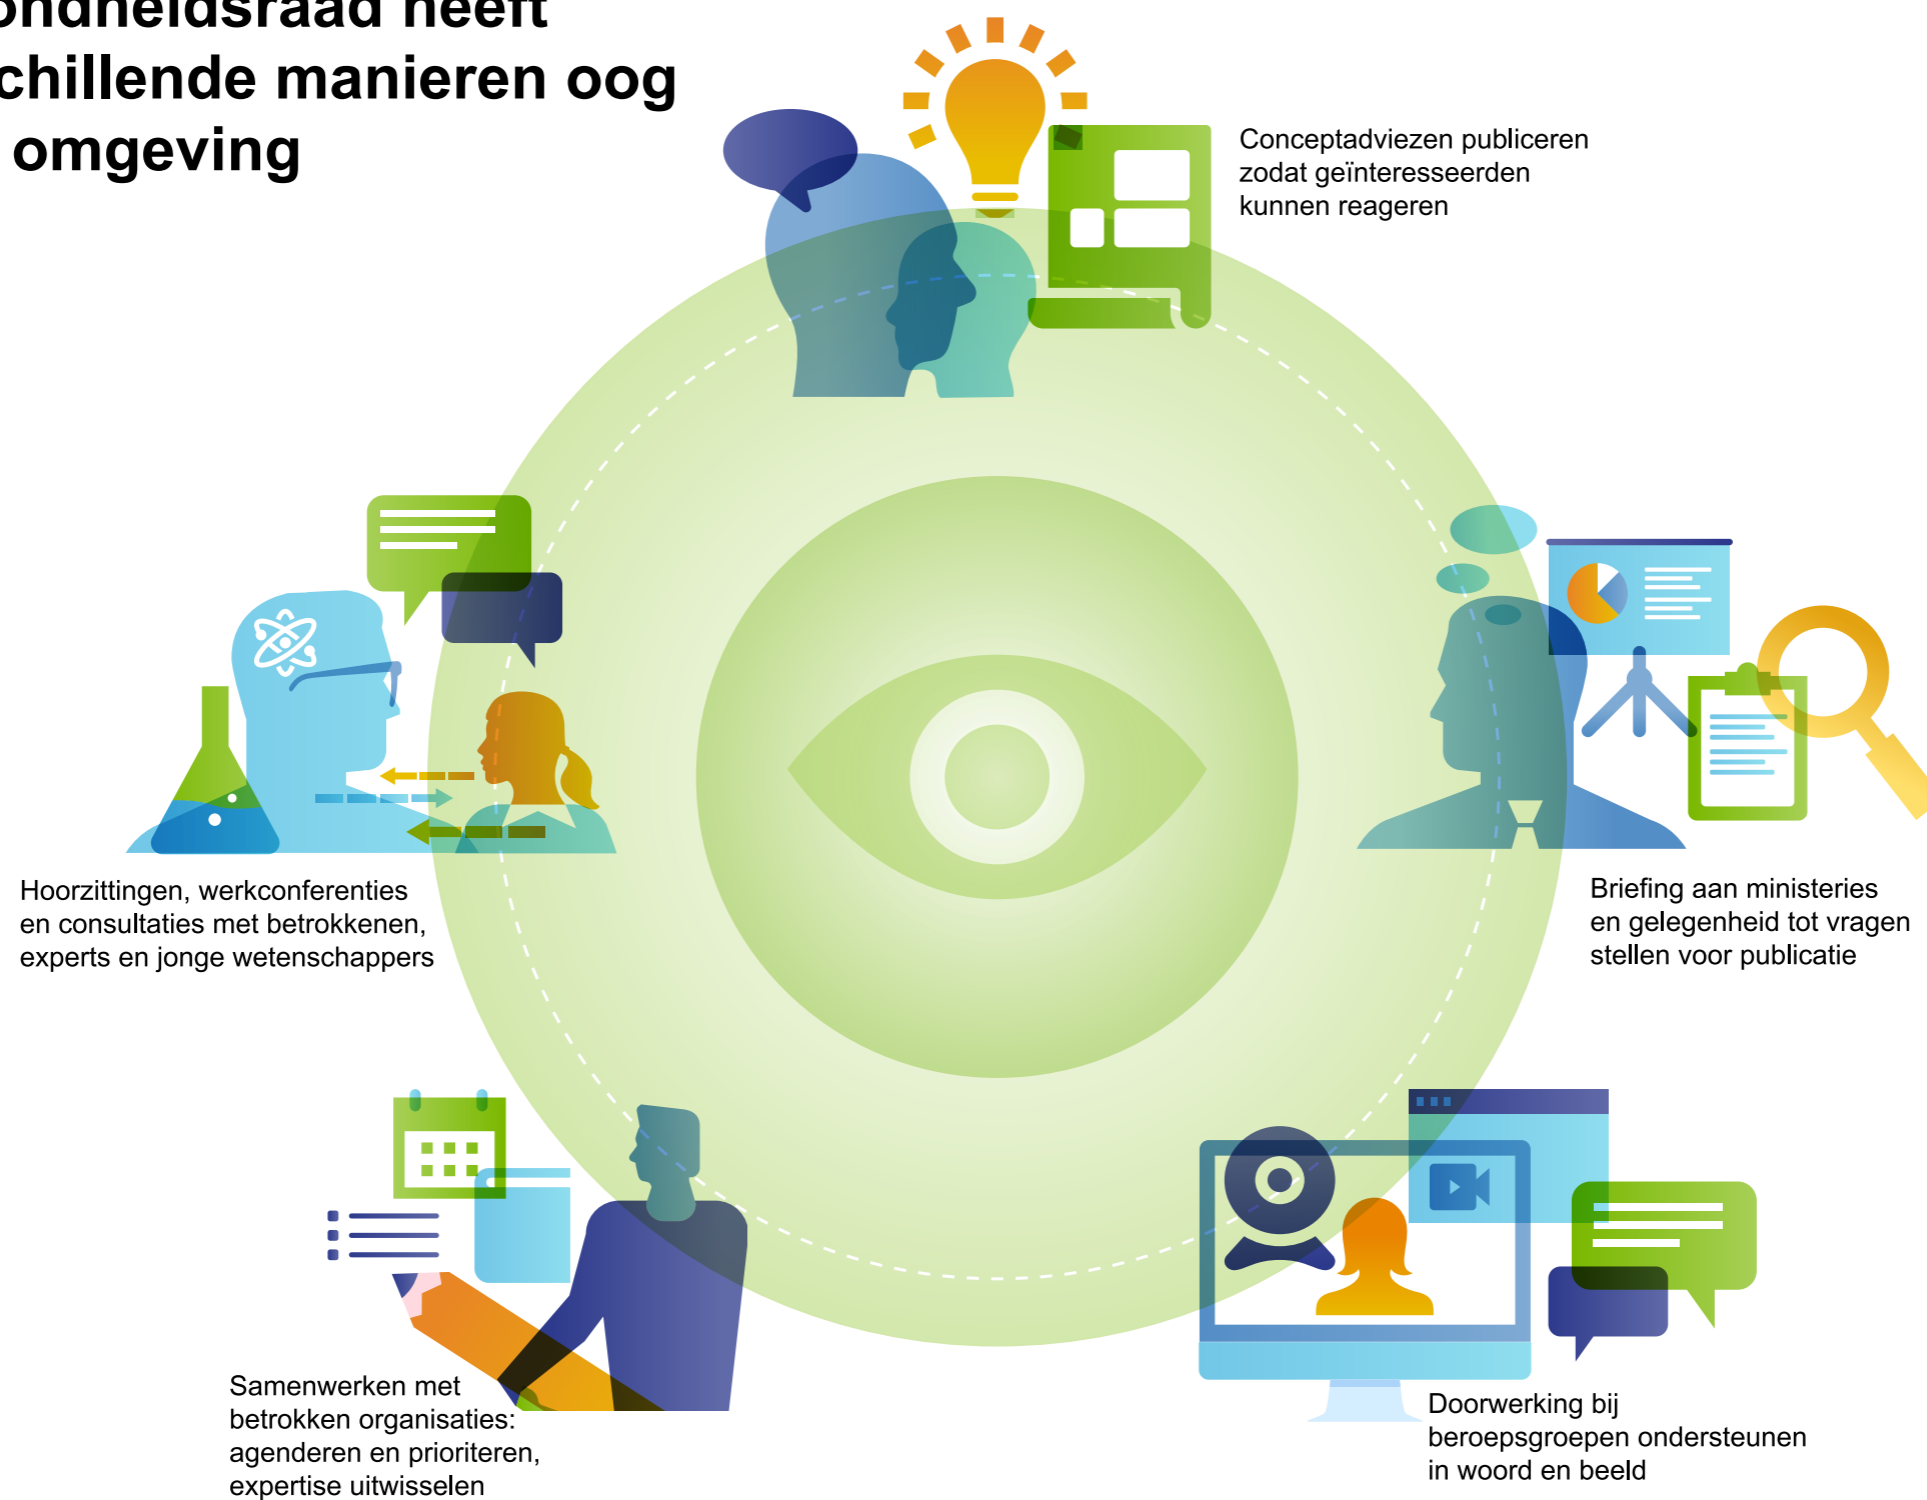 ondheidsraad heeft
chillende manieren oog
omgeving
Conceptadviezen publiceren
zodat geïnteresseerden
kunnen reageren
Hoorzittingen, werkconferenties
en consultaties met betrokkenen,
experts en jonge wetenschappers
Briefing aan ministeries
en gelegenheid tot vragen
stellen voor publicatie
Samenwerken met
betrokken organisaties:
agenderen en prioriteren,
expertise uitwisselen
Doorwerking bij
beroepsgroepen ondersteunen
in woord en beeld